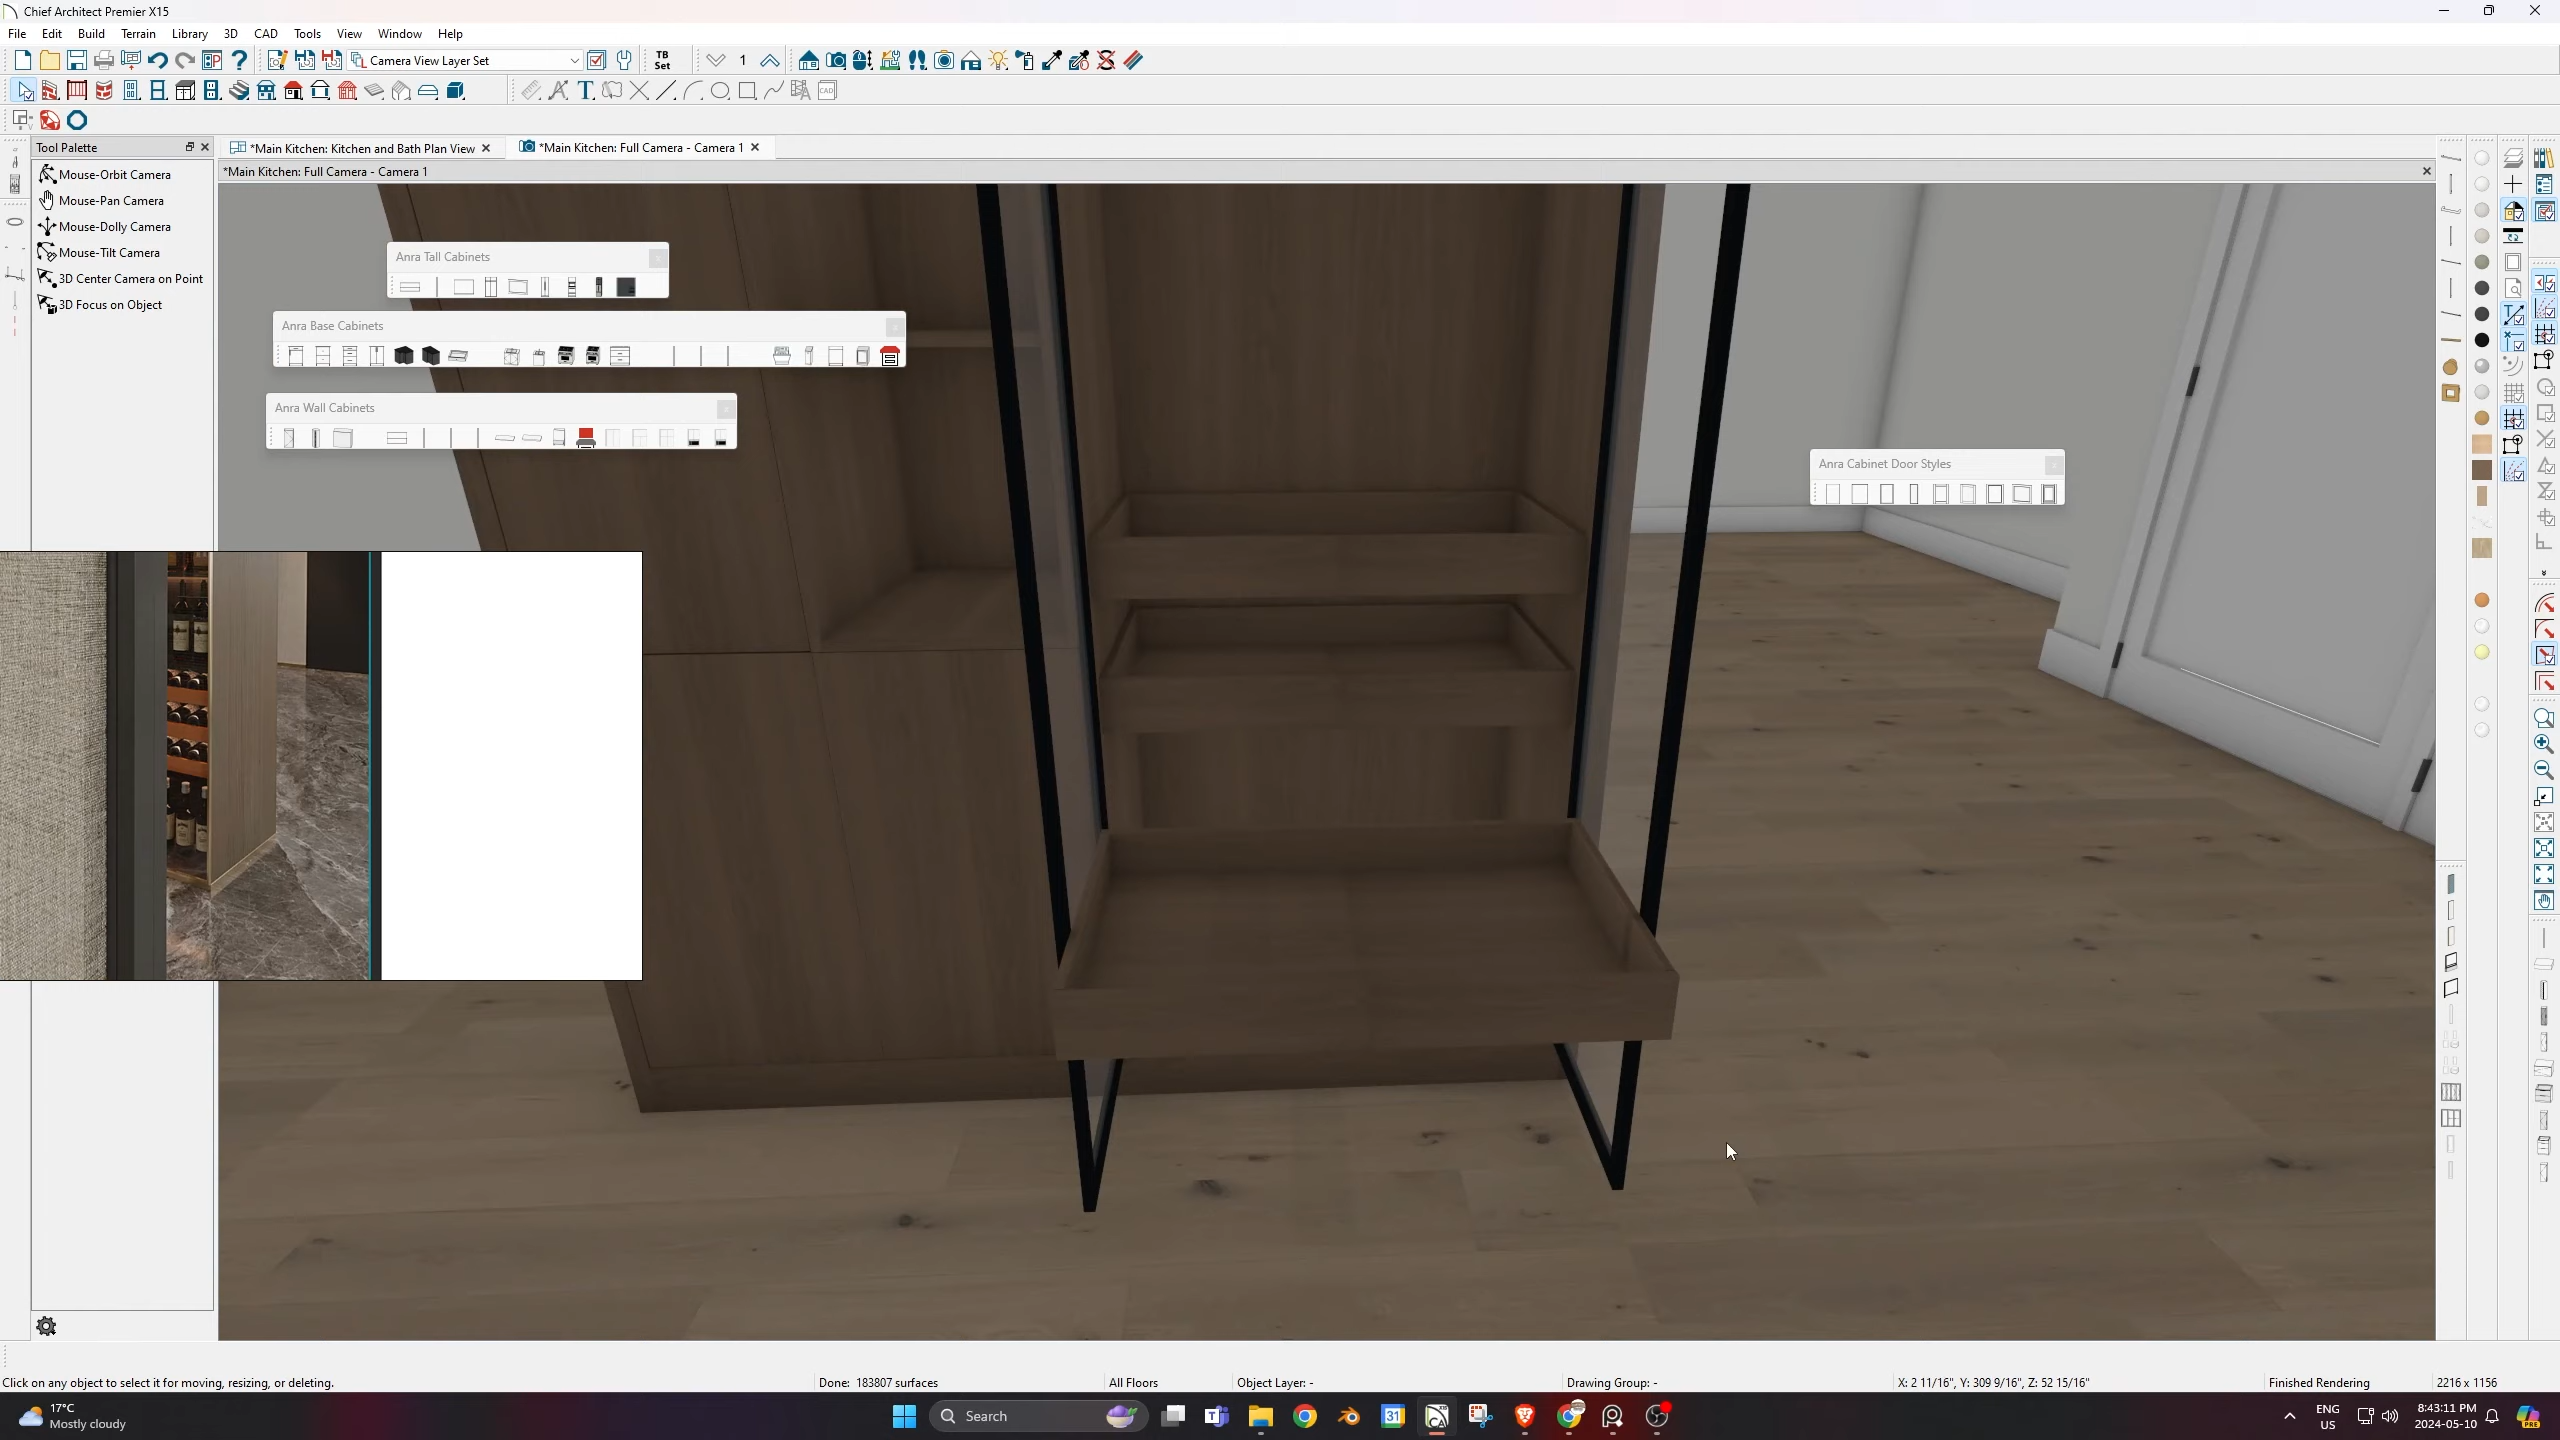 Chief Architect Premier X15
File Edit Build Terrain Library 3D CAD Tools View Window Help
Camera View Layer Set
TB Set
1
Tool Palette
*Main Kitchen: Kitchen and Bath Plan View
*Main Kitchen: Full Camera - Camera 1
*Main Kitchen: Full Camera - Camera 1
Mouse-Orbit Camera
Mouse-Pan Camera
Mouse-Dolly Camera
Mouse-Tilt Camera
3D Center Camera on Point
3D Focus on Object
Anra Tall Cabinets
Anra Base Cabinets
Anra Wall Cabinets
Anra Cabinet Door Styles
Click on any object to select it for moving, resizing, or deleting.
Done: 183807 surfaces
All Floors
Object Layer: -
Drawing Group: -
X: 2 11/16", Y: 309 9/16", Z: 52 15/16"
Finished Rendering
2216 x 1156
17°C
Mostly cloudy
Search
31
ENG
US
8:43:11 PM
2024-05-10